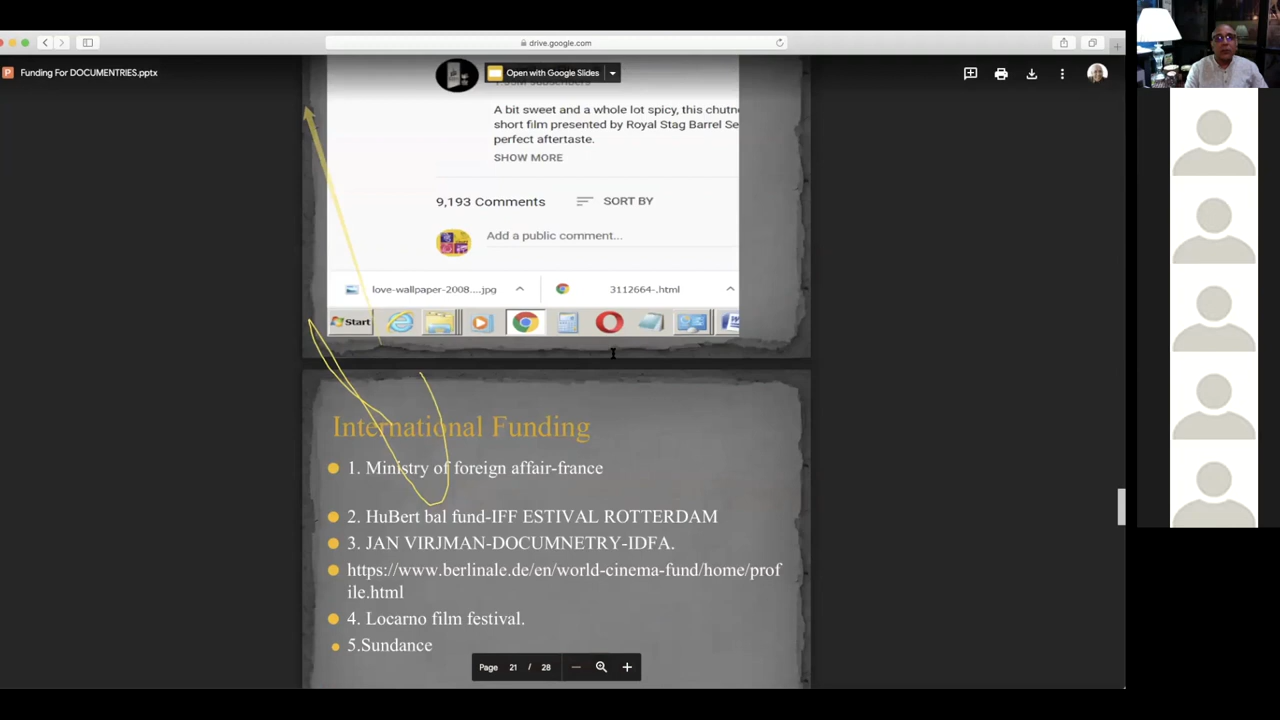 drive.google.com
Funding For DOCUMENTRIES.pptx
Open with Google Slides
A bit sweet and a whole lot spicy, this chutn
short film presented by Royal Stag Barrel Se
perfect aftertaste.
SHOW MORE
9,193 Comments
SORT BY
Add a public comment...
love-wallpaper-2008....jpg
3112664-.html
Start
International Funding
1. Ministry of foreign affair-france
2. HuBert bal fund-IFF ESTIVAL ROTTERDAM
3. JAN VIRJMAN-DOCUMNETRY-IDFA.
https://www.berlinale.de/en/world-cinema-fund/home/prof
ile.html
4. Locarno film festival.
5.Sundance
Page 21 / 28